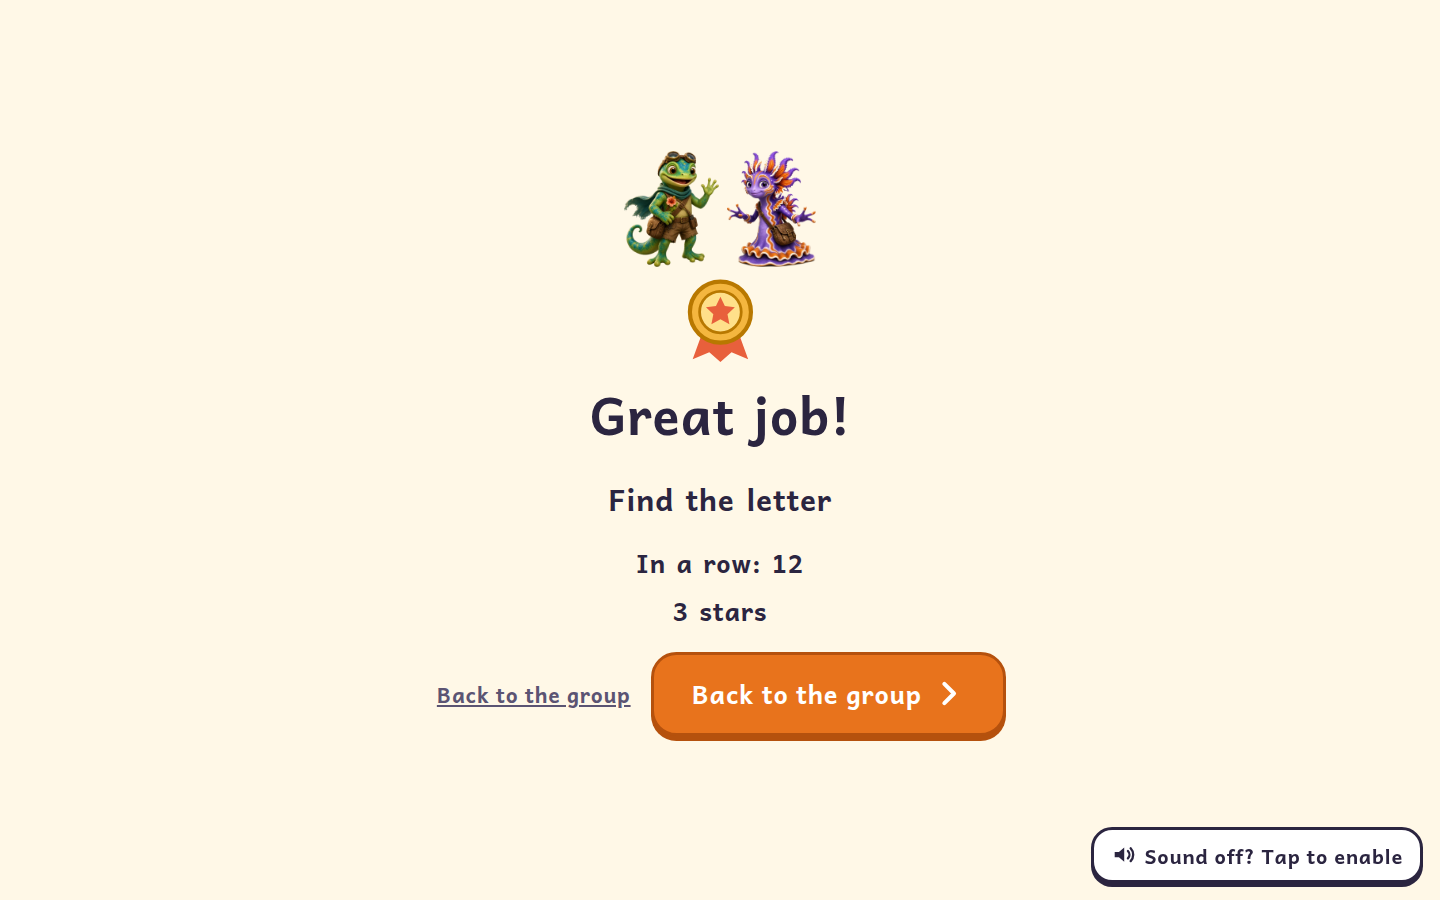 Great job!
Find the letter
In a row: 12
3 stars
Back to the group
Back to the group
Sound off? Tap to enable